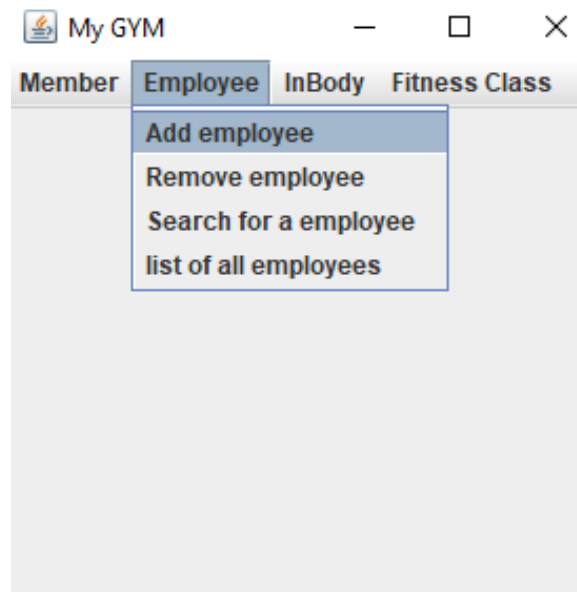 My GYM
Member Employee InBody Fitness Class
Add employee
Remove employee
Search for a employee
list of all employees